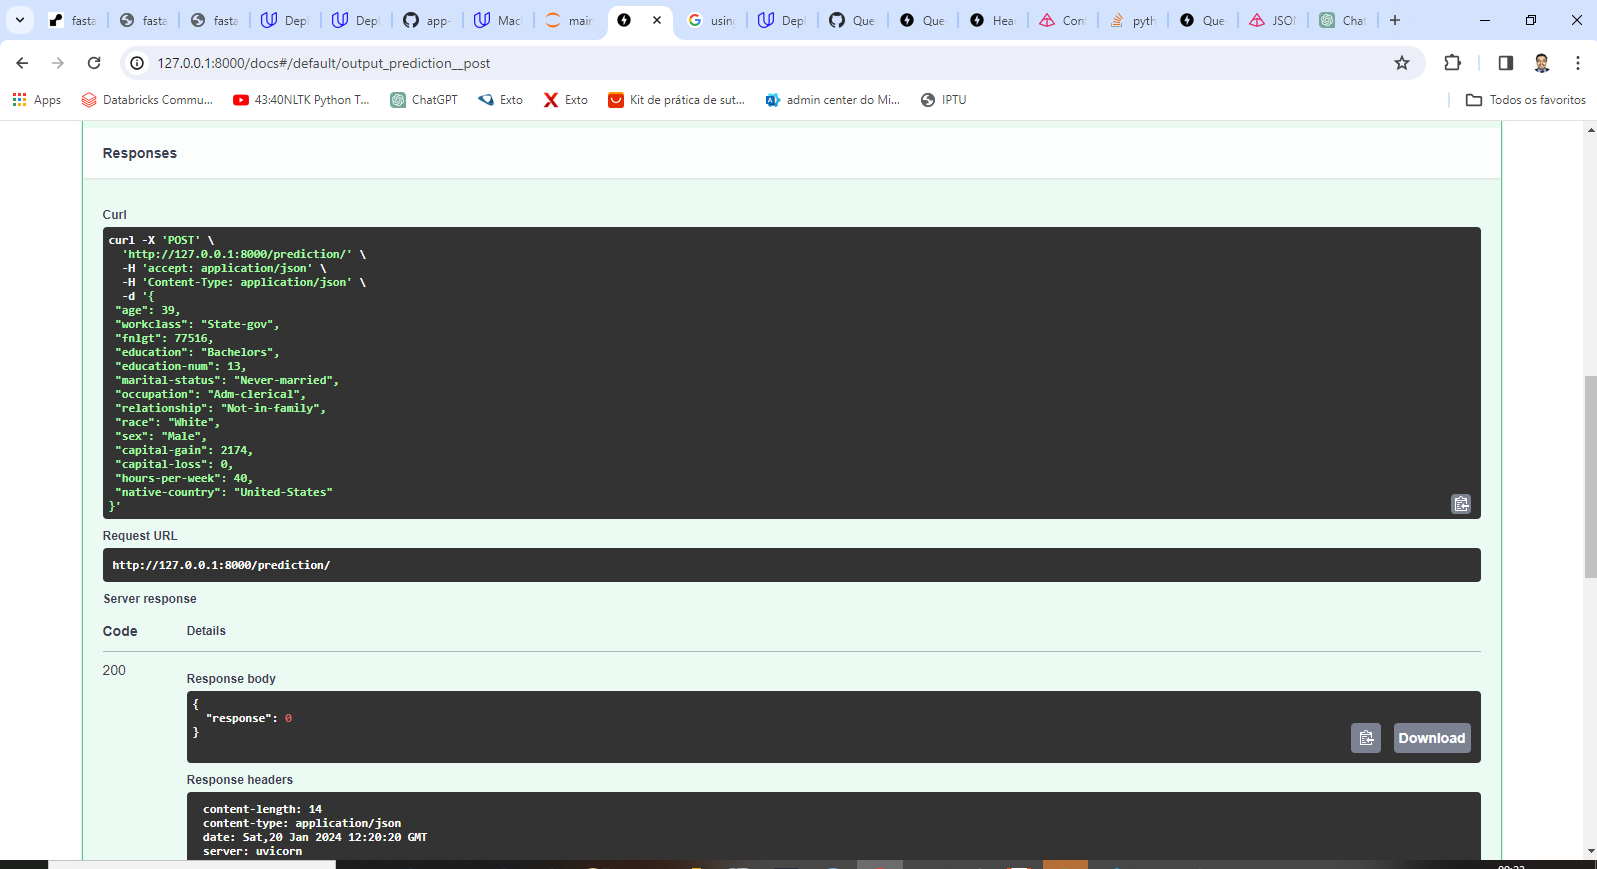 fasta
fasta
fasta
Depl
Depl
app-
Macl
main
usinc
Depl
Que
Que
Hea
Con
pyth
Que
JSON
Chat
127.0.0.1:8000/docs#/default/output_prediction__post
Apps
Databricks Commu...
43:40NLTK Python T...
ChatGPT
Exto
Exto
Kit de prática de sut...
admin center do Mi...
IPTU
Todos os favoritos
Responses
Curl
curl -X 'POST' \
'http://127.0.0.1:8000/prediction/' \
-H 'accept: application/json' \
-H 'Content-Type: application/json' \
-d '{
"age": 39,
"workclass": "State-gov",
"fnlgt": 77516,
"education": "Bachelors",
"education-num": 13,
"marital-status": "Never-married",
"occupation": "Adm-clerical",
"relationship": "Not-in-family",
"race": "White",
"sex": "Male",
"capital-gain": 2174,
"capital-loss": 0,
"hours-per-week": 40,
"native-country": "United-States"
}'
Request URL
http://127.0.0.1:8000/prediction/
Server response
Code Details
200
Response body
{
"response": 0
}
Download
Response headers
content-length: 14
content-type: application/json
date: Sat,20 Jan 2024 12:20:20 GMT
server: uvicorn